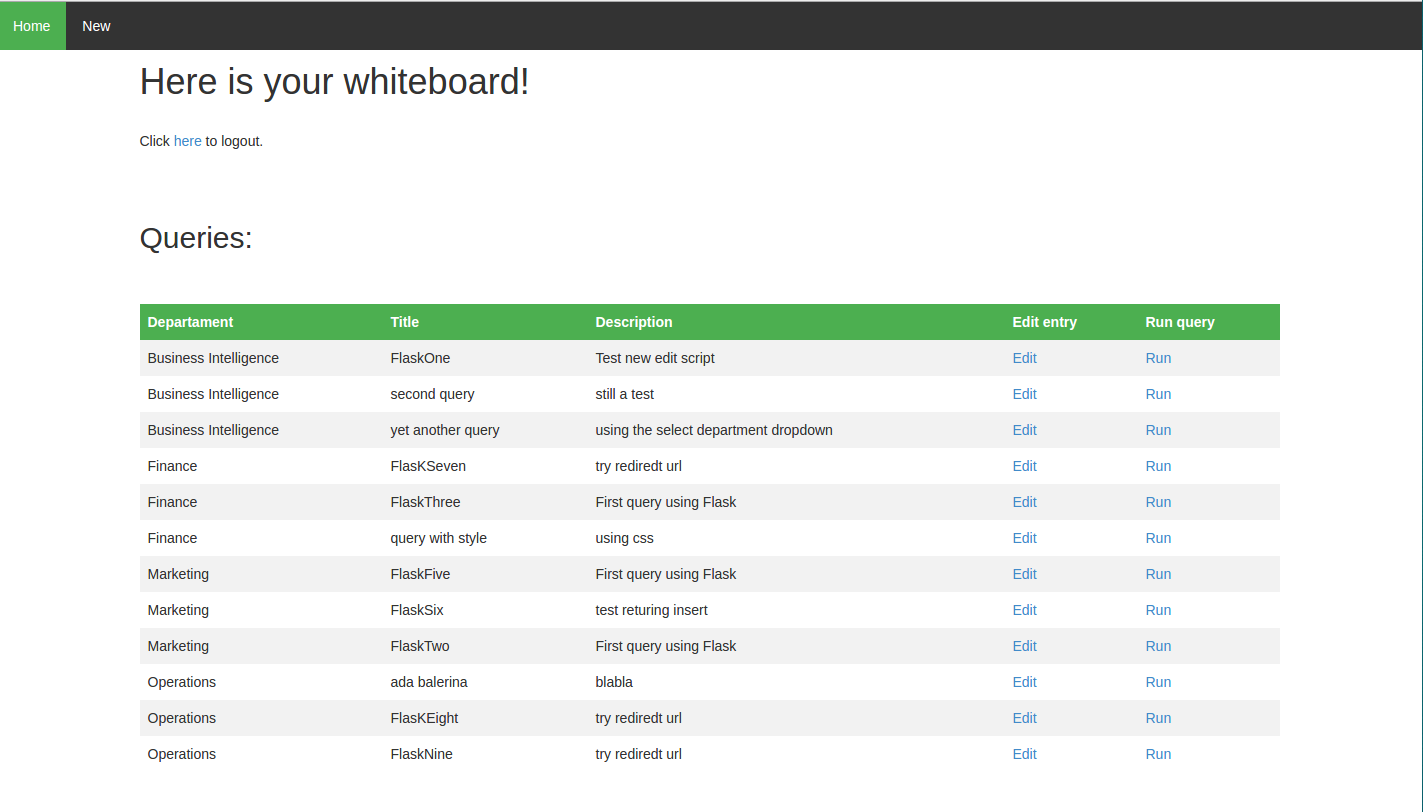 Home New
Here is your whiteboard!
Click here to logout.
Queries:
Departament Title Description Edit entry Run query
Business Intelligence FlaskOne Test new edit script Edit Run
Business Intelligence second query still a test Edit Run
Business Intelligence yet another query using the select department dropdown Edit Run
Finance FlasKSeven try rediredt url Edit Run
Finance FlaskThree First query using Flask Edit Run
Finance query with style using css Edit Run
Marketing FlaskFive First query using Flask Edit Run
Marketing FlaskSix test returing insert Edit Run
Marketing FlaskTwo First query using Flask Edit Run
Operations ada balerina blabla Edit Run
Operations FlasKEight try rediredt url Edit Run
Operations FlaskNine try rediredt url Edit Run